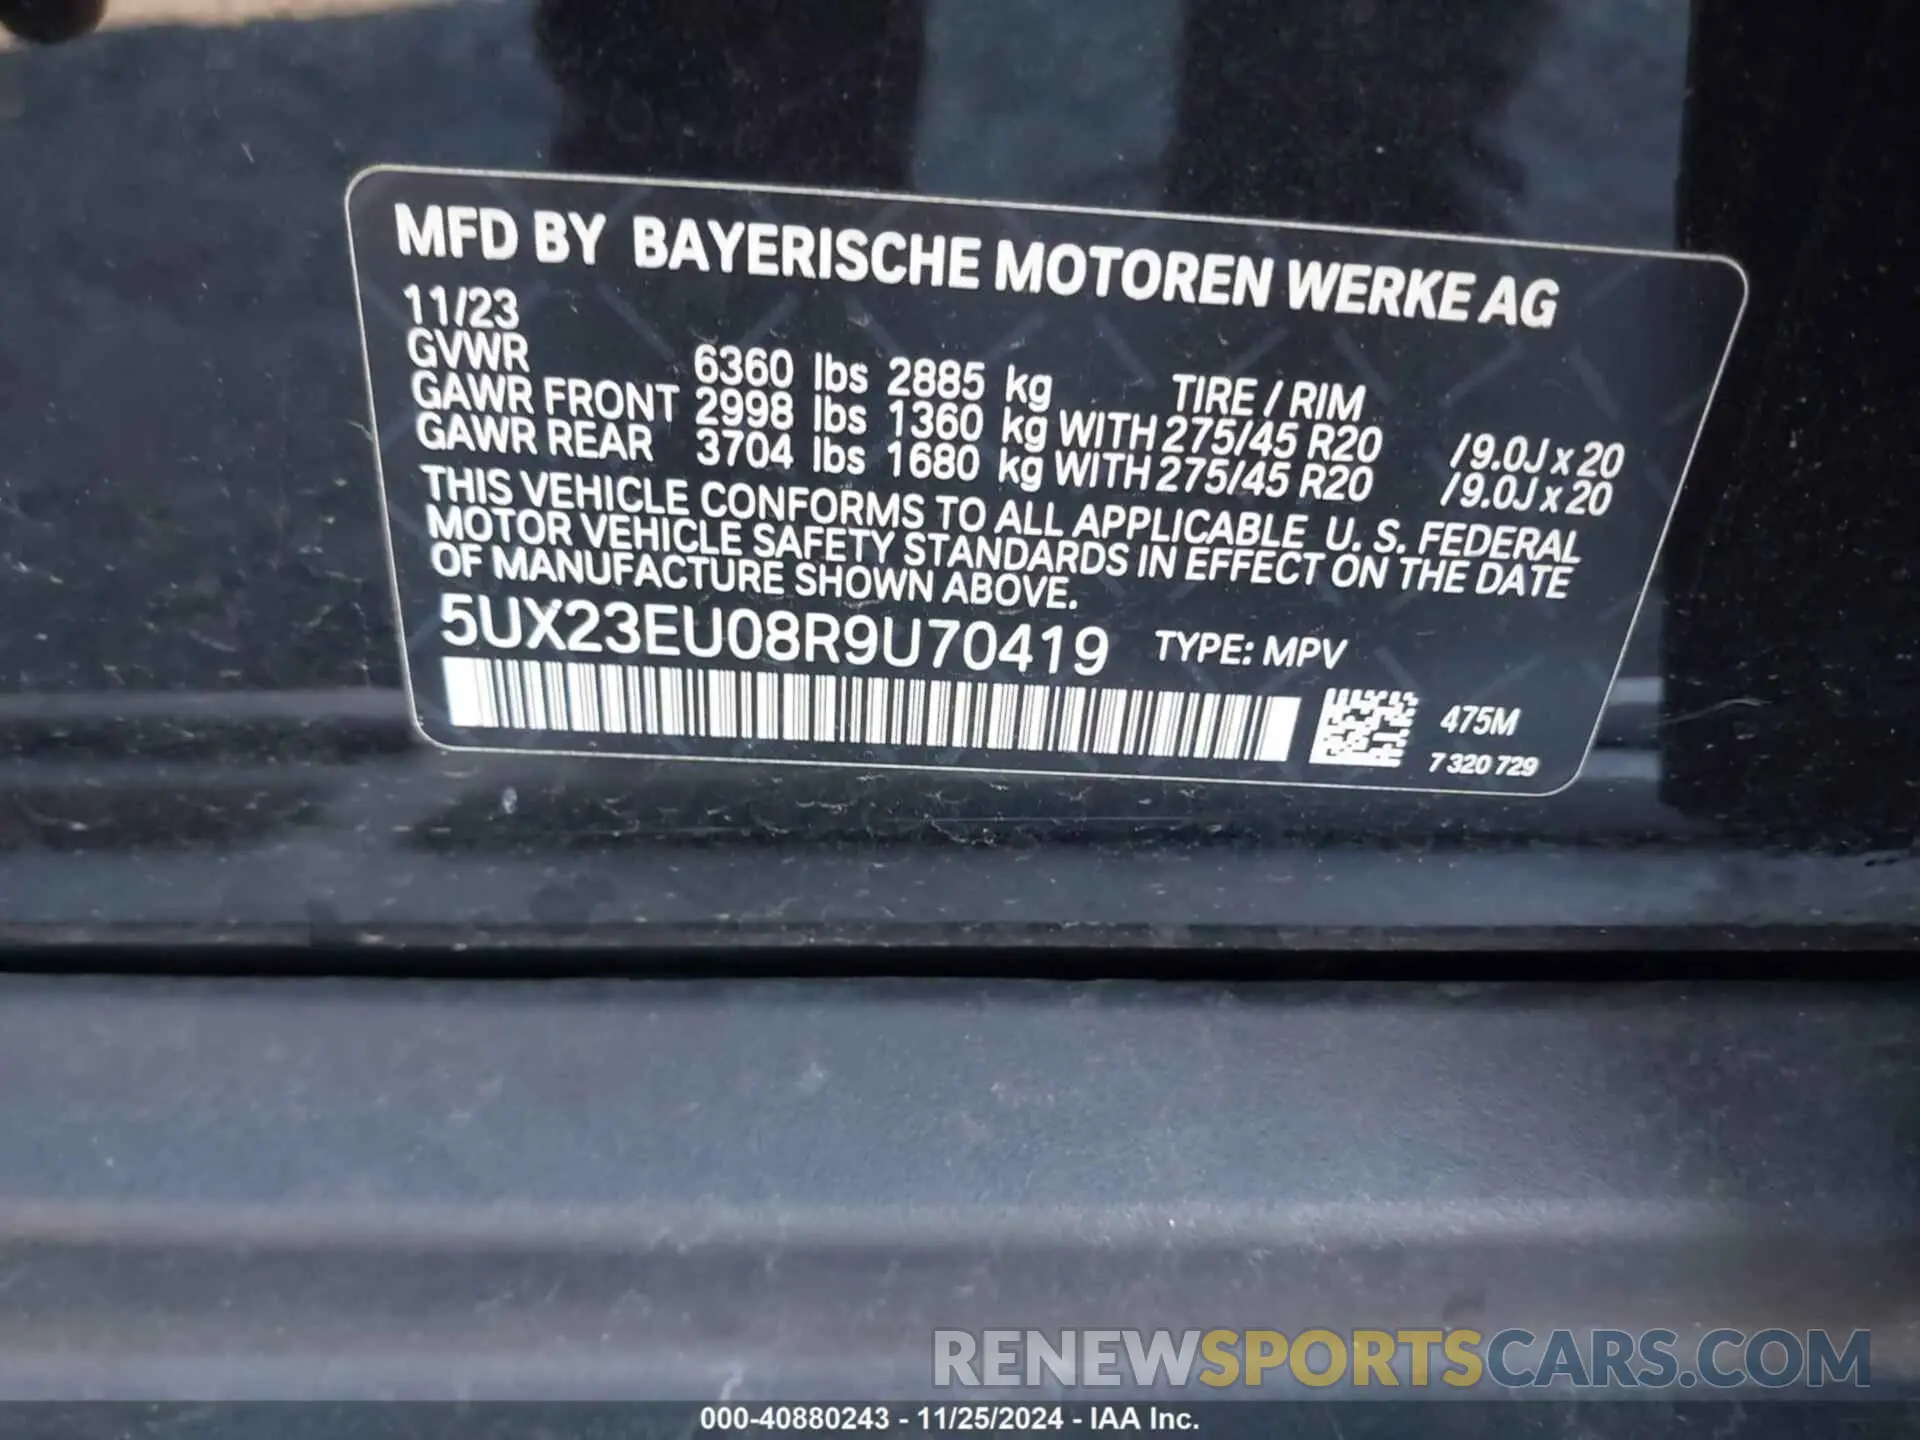 MFD BY BAYERISCHE MOTOREN WERKE AG
11/23
GVWR 6360 lbs 2885 kg TIRE / RIM
GAWR FRONT 2998 lbs 1360 kg WITH 275/45 R20 /9.0J x 20
GAWR REAR 3704 lbs 1680 kg WITH 275/45 R20 /9.0J x 20
THIS VEHICLE CONFORMS TO ALL APPLICABLE U. S. FEDERAL
MOTOR VEHICLE SAFETY STANDARDS IN EFFECT ON THE DATE
OF MANUFACTURE SHOWN ABOVE.
5UX23EU08R9U70419 TYPE: MPV
475M
7 320 729
RENEWSPORTSCARS.COM
000-40880243 - 11/25/2024 - IAA Inc.